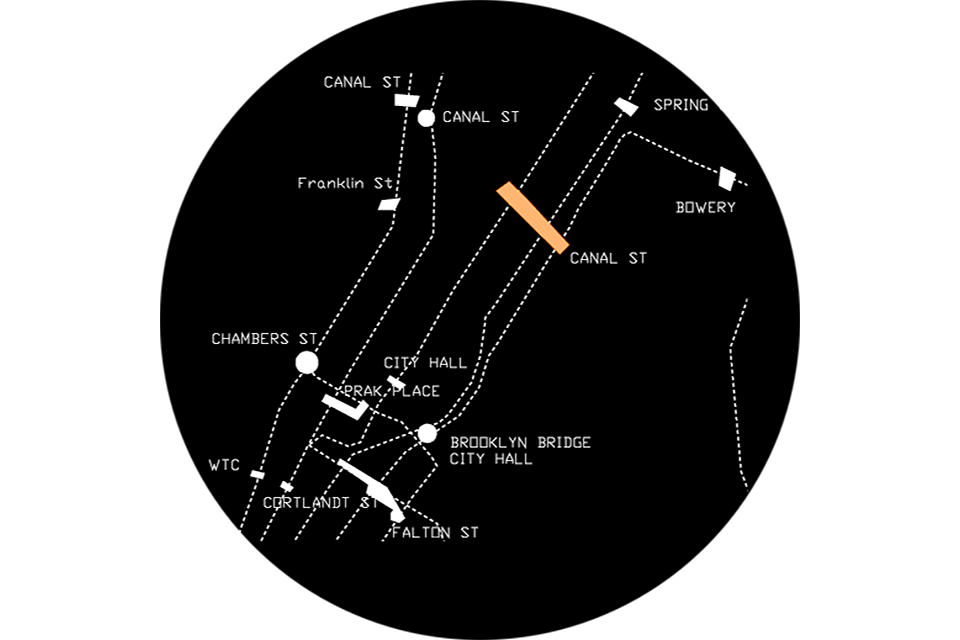 CANAL ST
CANAL ST
SPRING
Franklin St
BOWERY
CANAL ST
CHAMBERS ST
CITY HALL
PRAK PLACE
BROOKLYN BRIDGE
CITY HALL
WTC
CORTLANDT ST
FALTON ST